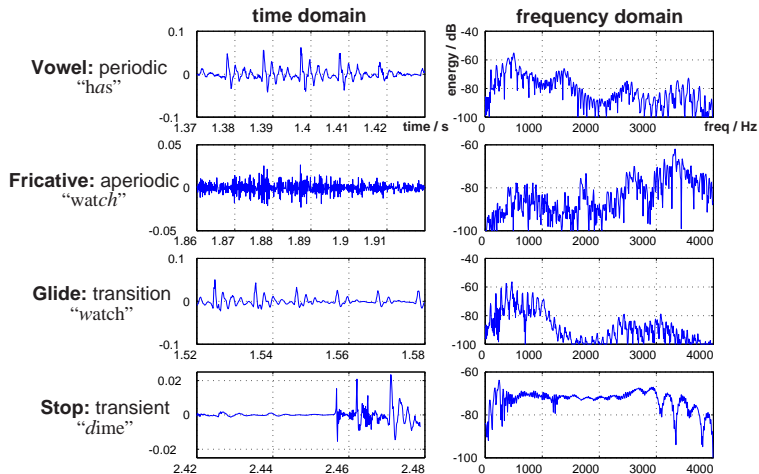 time domain
frequency domain
Vowel: periodic
“has”
0.1
0
-0.1
1.37 1.38 1.39 1.4 1.41 1.42 time / s
energy / dB
-40
-60
-80
-100
0 1000 2000 3000 freq / Hz
4000
Fricative: aperiodic
“watch”
0.05
0
-0.05
1.86 1.87 1.88 1.89 1.9 1.91
-60
-80
-100
0 1000 2000 3000 4000
Glide: transition
“watch”
0.1
0
-0.1
1.52 1.54 1.56 1.58
-40
-60
-80
-100
0 1000 2000 3000 4000
Stop: transient
“dime”
0.02
0
-0.02
2.42 2.44 2.46 2.48
-60
-80
-100
0 1000 2000 3000 4000